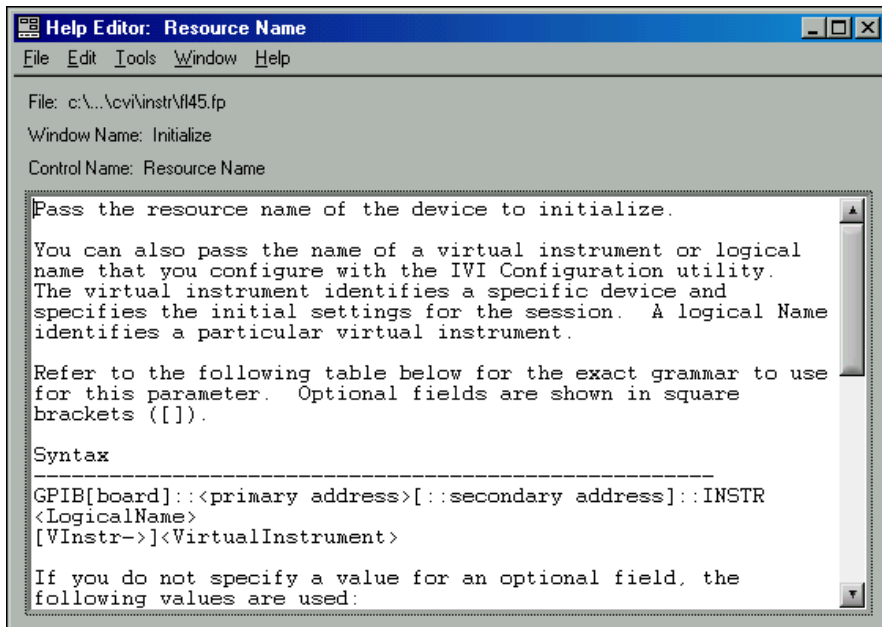 Help Editor: Resource Name
File Edit Tools Window Help
File: c:\...\cvi\instr\fl45.fp
Window Name: Initialize
Control Name: Resource Name
Pass the resource name of the device to initialize.
You can also pass the name of a virtual instrument or logical
name that you configure with the IVI Configuration utility.
The virtual instrument identifies a specific device and
specifies the initial settings for the session. A logical Name
identifies a particular virtual instrument.
Refer to the following table below for the exact grammar to use
for this parameter. Optional fields are shown in square
brackets ([]).
Syntax
------------------------------------------------------
GPIB[board]::<primary address>[::secondary address]::INSTR
<LogicalName>
[VInstr->]<VirtualInstrument>
If you do not specify a value for an optional field, the
following values are used: